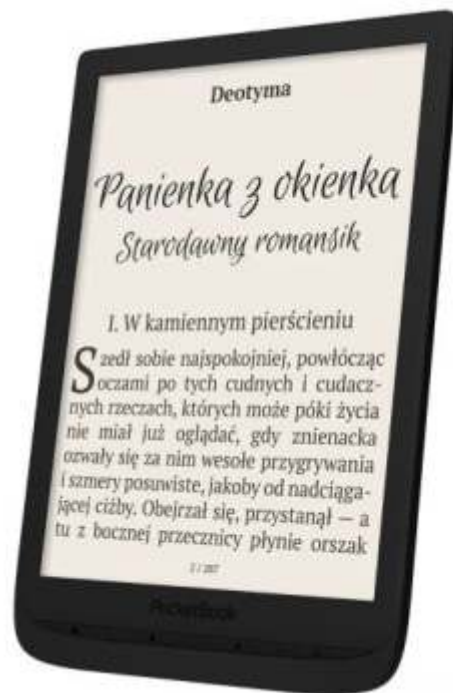 Deotyma
Panienka z okienka
Starodawny romansik
I. W kamiennym pierścieniu
Szedł sobie najspokojniej, powłócząc
oczami po tych cudnych i cudacz-
nych rzeczach, których może póki życia
nie miał już oglądać, gdy znienacka
ozwały się za nim wesołe przygrywania
i szmery posuwiste, jakoby od nadciąga-
jącej ciżby. Obejrzał się, przystanął — a
tu z bocznej przecznicy płynie orszak
2 / 287
PocketBook